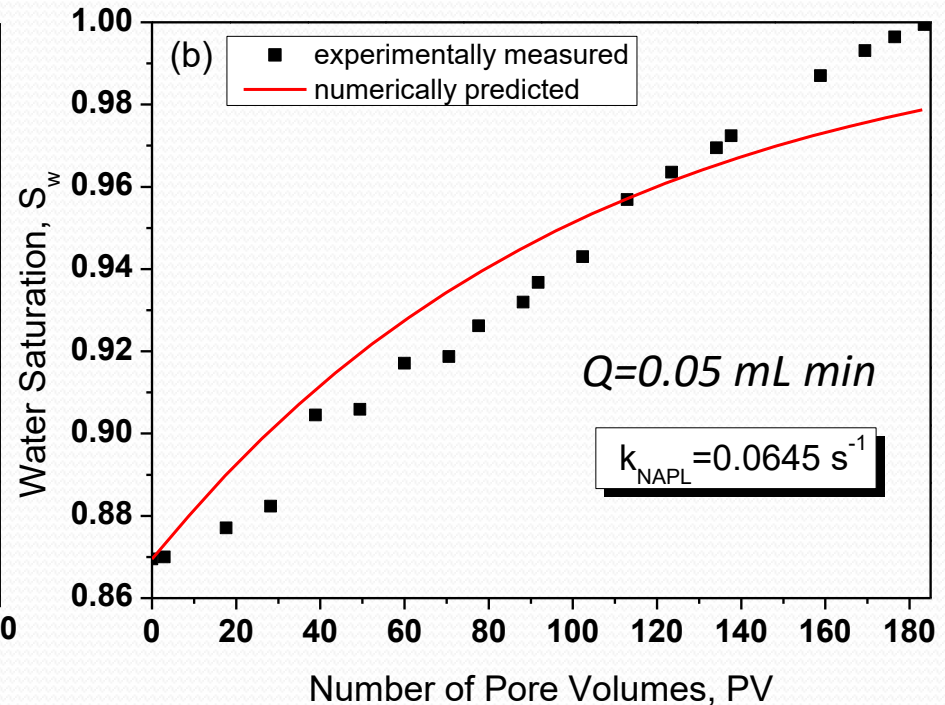 (b)
experimentally measured
numerically predicted
1.00
0.98
0.96
0.94
0.92
0.90
0.88
0.86
Water Saturation, S_w
Q=0.05 mL min
k_NAPL=0.0645 s^-1
0
0 20 40 60 80 100 120 140 160 180
Number of Pore Volumes, PV